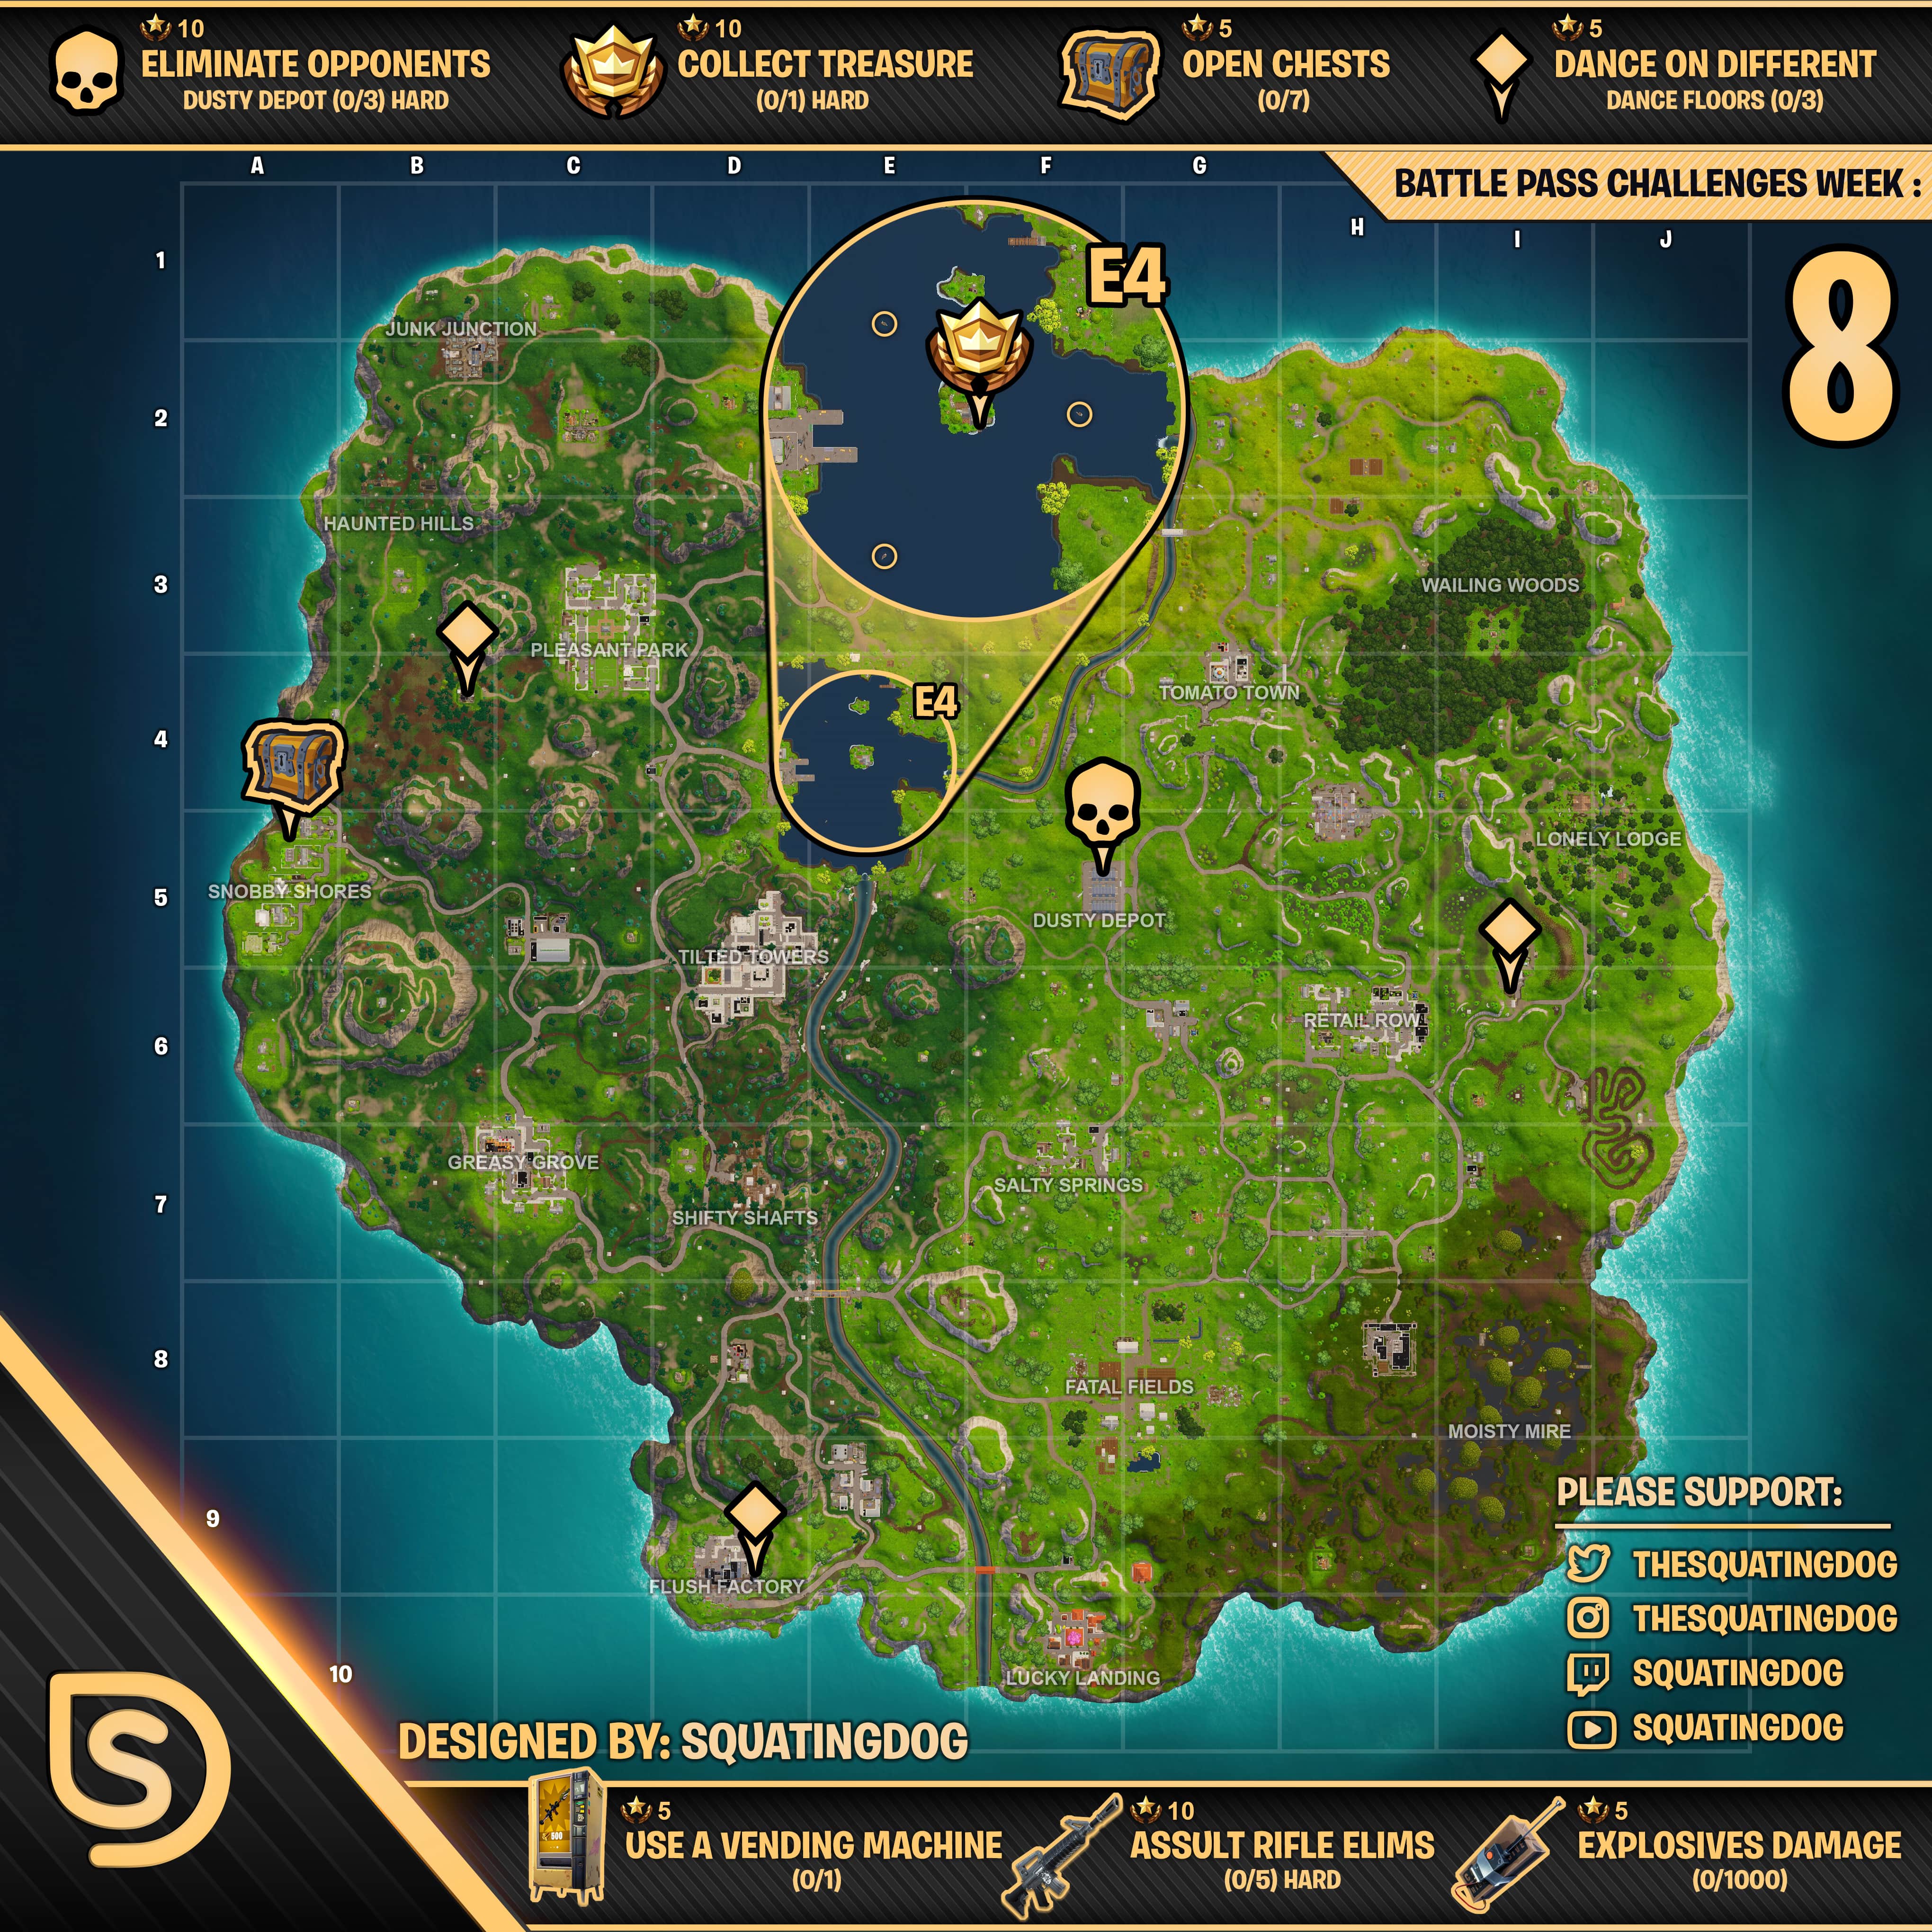 10
ELIMINATE OPPONENTS
DUSTY DEPOT (0/3) HARD
10
COLLECT TREASURE
(0/1) HARD
5
OPEN CHESTS
(0/7)
5
DANCE ON DIFFERENT
DANCE FLOORS (0/3)
BATTLE PASS CHALLENGES WEEK :
8
A B C D E F G H I J
1
2
3
4
5
6
7
8
9
10
E4
E4
JUNK JUNCTION
HAUNTED HILLS
PLEASANT PARK
WAILING WOODS
TOMATO TOWN
LONELY LODGE
SNOBBY SHORES
DUSTY DEPOT
TILTED TOWERS
RETAIL ROW
GREASY GROVE
SALTY SPRINGS
SHIFTY SHAFTS
FATAL FIELDS
MOISTY MIRE
FLUSH FACTORY
LUCKY LANDING
PLEASE SUPPORT:
THESQUATINGDOG
THESQUATINGDOG
SQUATINGDOG
SQUATINGDOG
DESIGNED BY: SQUATINGDOG
5
USE A VENDING MACHINE
(0/1)
10
ASSULT RIFLE ELIMS
(0/5) HARD
5
EXPLOSIVES DAMAGE
(0/1000)
600